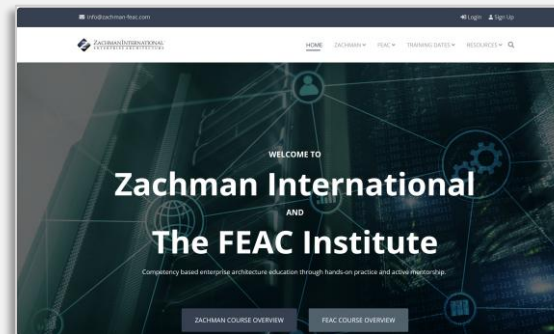 info@zachman-feac.com
Login Sign Up
ZACHMAN INTERNATIONAL
ENTERPRISE ARCHITECTURE
HOME ZACHMAN FEAC TRAINING DATES RESOURCES
WELCOME TO
Zachman International
AND
The FEAC Institute
Competency based enterprise architecture education through hands-on practice and active mentorship.
ZACHMAN COURSE OVERVIEW FEAC COURSE OVERVIEW